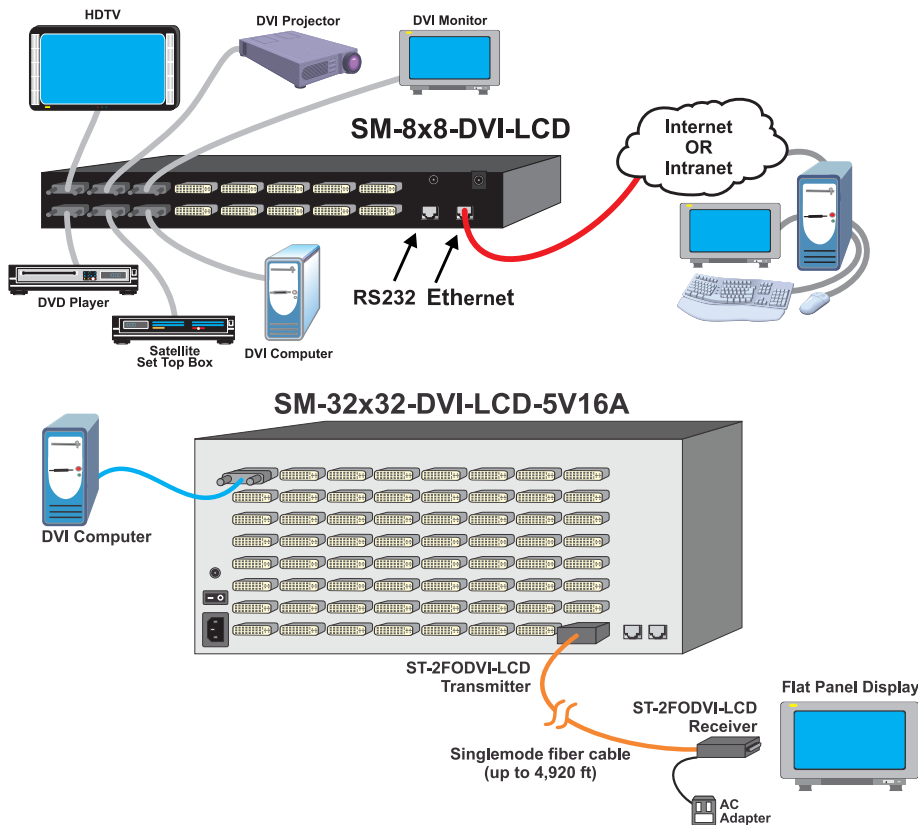 HDTV
DVI Projector
DVI Monitor
SM-8x8-DVI-LCD
Internet
OR
Intranet
RS232
Ethernet
DVD Player
Satellite
Set Top Box
DVI Computer
SM-32x32-DVI-LCD-5V16A
DVI Computer
ST-2FODVI-LCD
Transmitter
Flat Panel Display
ST-2FODVI-LCD
Receiver
Singlemode fiber cable
(up to 4,920 ft)
AC
Adapter